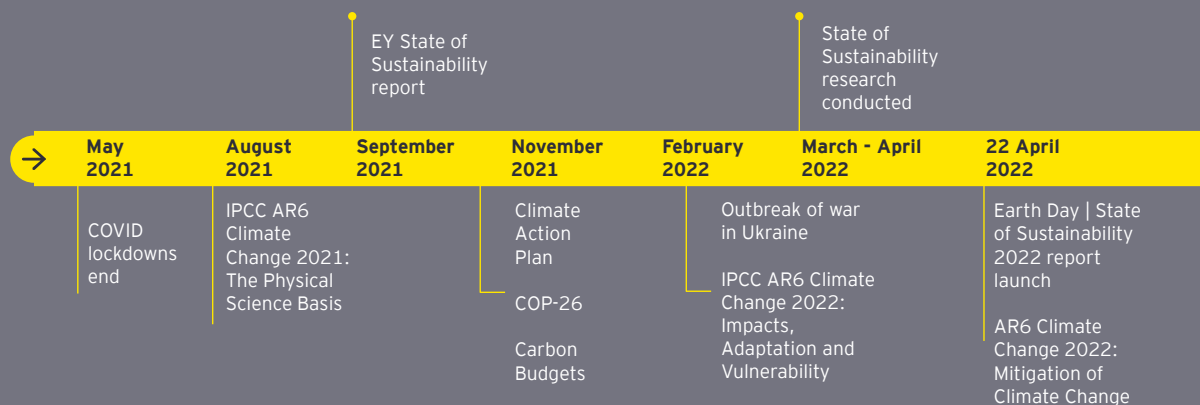 EY State of
Sustainability
report
State of
Sustainability
research
conducted
May
2021
August
2021
September
2021
November
2021
February
2022
March - April
2022
22 April
2022
COVID
lockdowns
end
IPCC AR6
Climate
Change 2021:
The Physical
Science Basis
Climate
Action
Plan
COP-26
Carbon
Budgets
Outbreak of war
in Ukraine
IPCC AR6 Climate
Change 2022:
Impacts,
Adaptation and
Vulnerability
Earth Day | State
of Sustainability
2022 report
launch
AR6 Climate
Change 2022:
Mitigation of
Climate Change